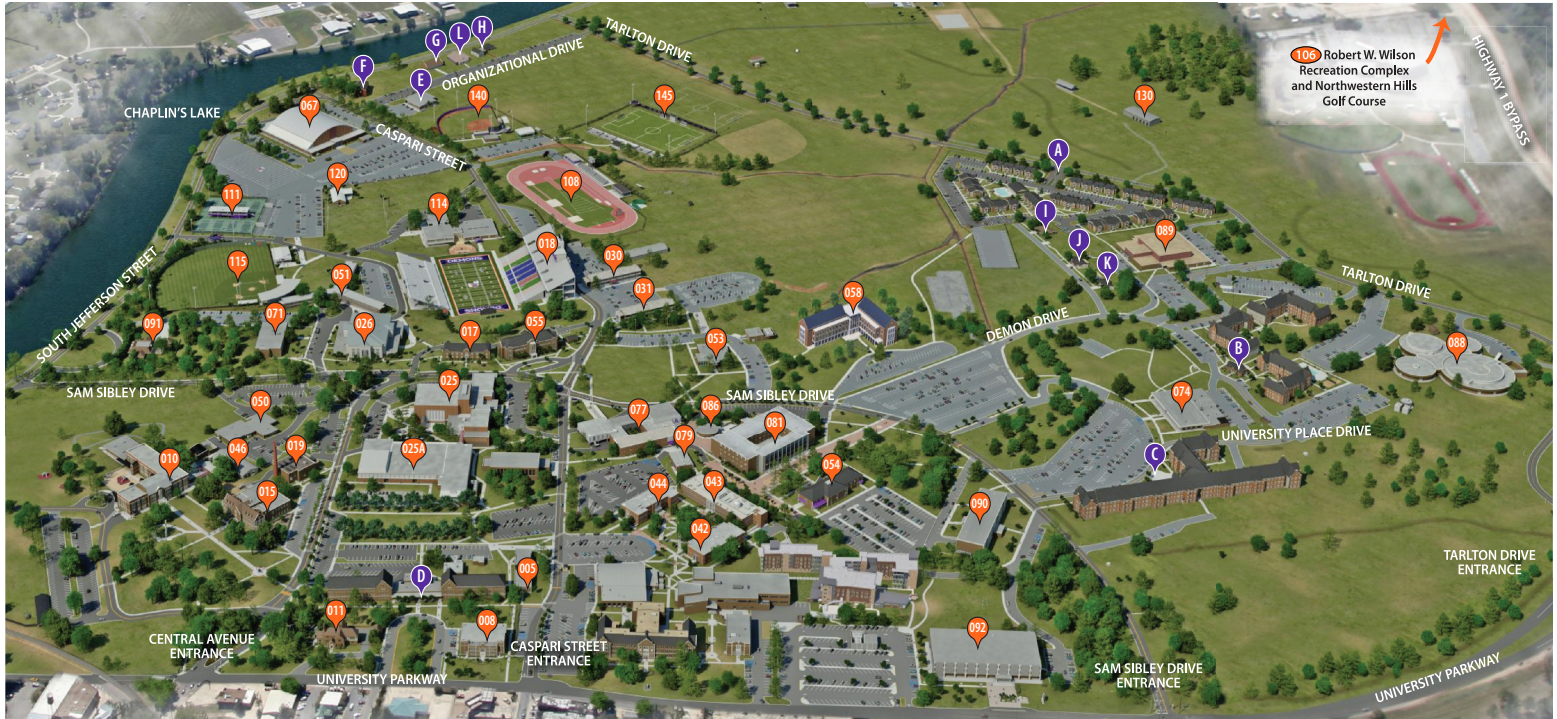 G
L
H
TARLTON DRIVE
F
E
ORGANIZATIONAL DRIVE
106 Robert W. Wilson
Recreation Complex
and Northwestern Hills
Golf Course
HIGHWAY 1 BYPASS
CHAPLIN'S LAKE
067
140
145
130
CASPARI STREET
120
A
111
114
108
I
018
030
J
089
K
115
051
031
TARLTON DRIVE
SOUTH JEFFERSON STREET
091
071
026
DEMONS
017
055
058
053
DEMON DRIVE
B
088
SAM SIBLEY DRIVE
025
SAM SIBLEY DRIVE
050
077
086
081
074
UNIVERSITY PLACE DRIVE
010
046
019
025A
079
054
C
015
044
043
090
042
TARLTON DRIVE
ENTRANCE
D
005
011
008
092
CENTRAL AVENUE
ENTRANCE
CASPARI STREET
ENTRANCE
SAM SIBLEY DRIVE
ENTRANCE
UNIVERSITY PARKWAY
UNIVERSITY PARKWAY